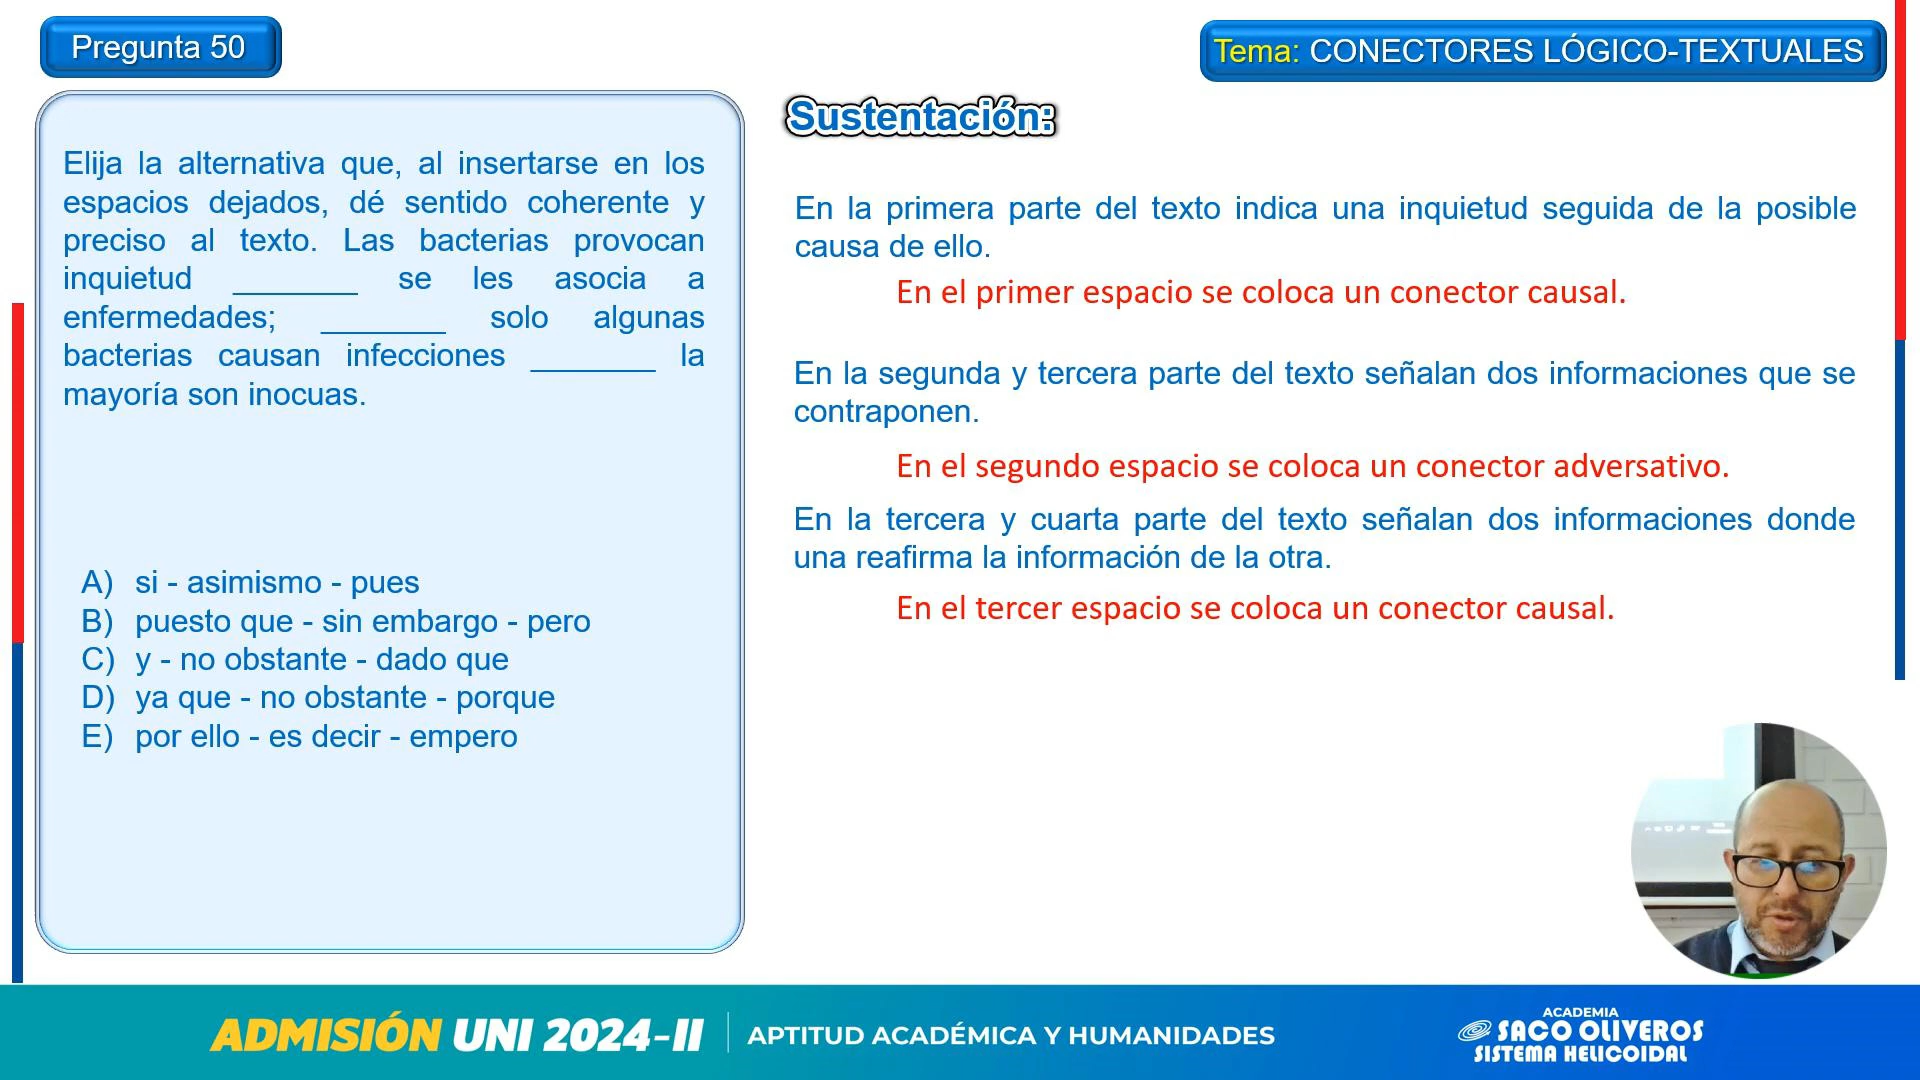 Pregunta 50
Tema: CONECTORES LÓGICO-TEXTUALES
Elija la alternativa que, al insertarse en los
espacios dejados, dé sentido coherente y
preciso al texto. Las bacterias provocan
inquietud _______ se les asocia a
enfermedades; _______ solo algunas
bacterias causan infecciones _______ la
mayoría son inocuas.
A) si - asimismo - pues
B) puesto que - sin embargo - pero
C) y - no obstante - dado que
D) ya que - no obstante - porque
E) por ello - es decir - empero
Sustentación:
En la primera parte del texto indica una inquietud seguida de la posible
causa de ello.
En el primer espacio se coloca un conector causal.
En la segunda y tercera parte del texto señalan dos informaciones que se
contraponen.
En el segundo espacio se coloca un conector adversativo.
En la tercera y cuarta parte del texto señalan dos informaciones donde
una reafirma la información de la otra.
En el tercer espacio se coloca un conector causal.
ADMISIÓN UNI 2024-II
APTITUD ACADÉMICA Y HUMANIDADES
ACADEMIA
SACO OLIVEROS
SISTEMA HELICOIDAL